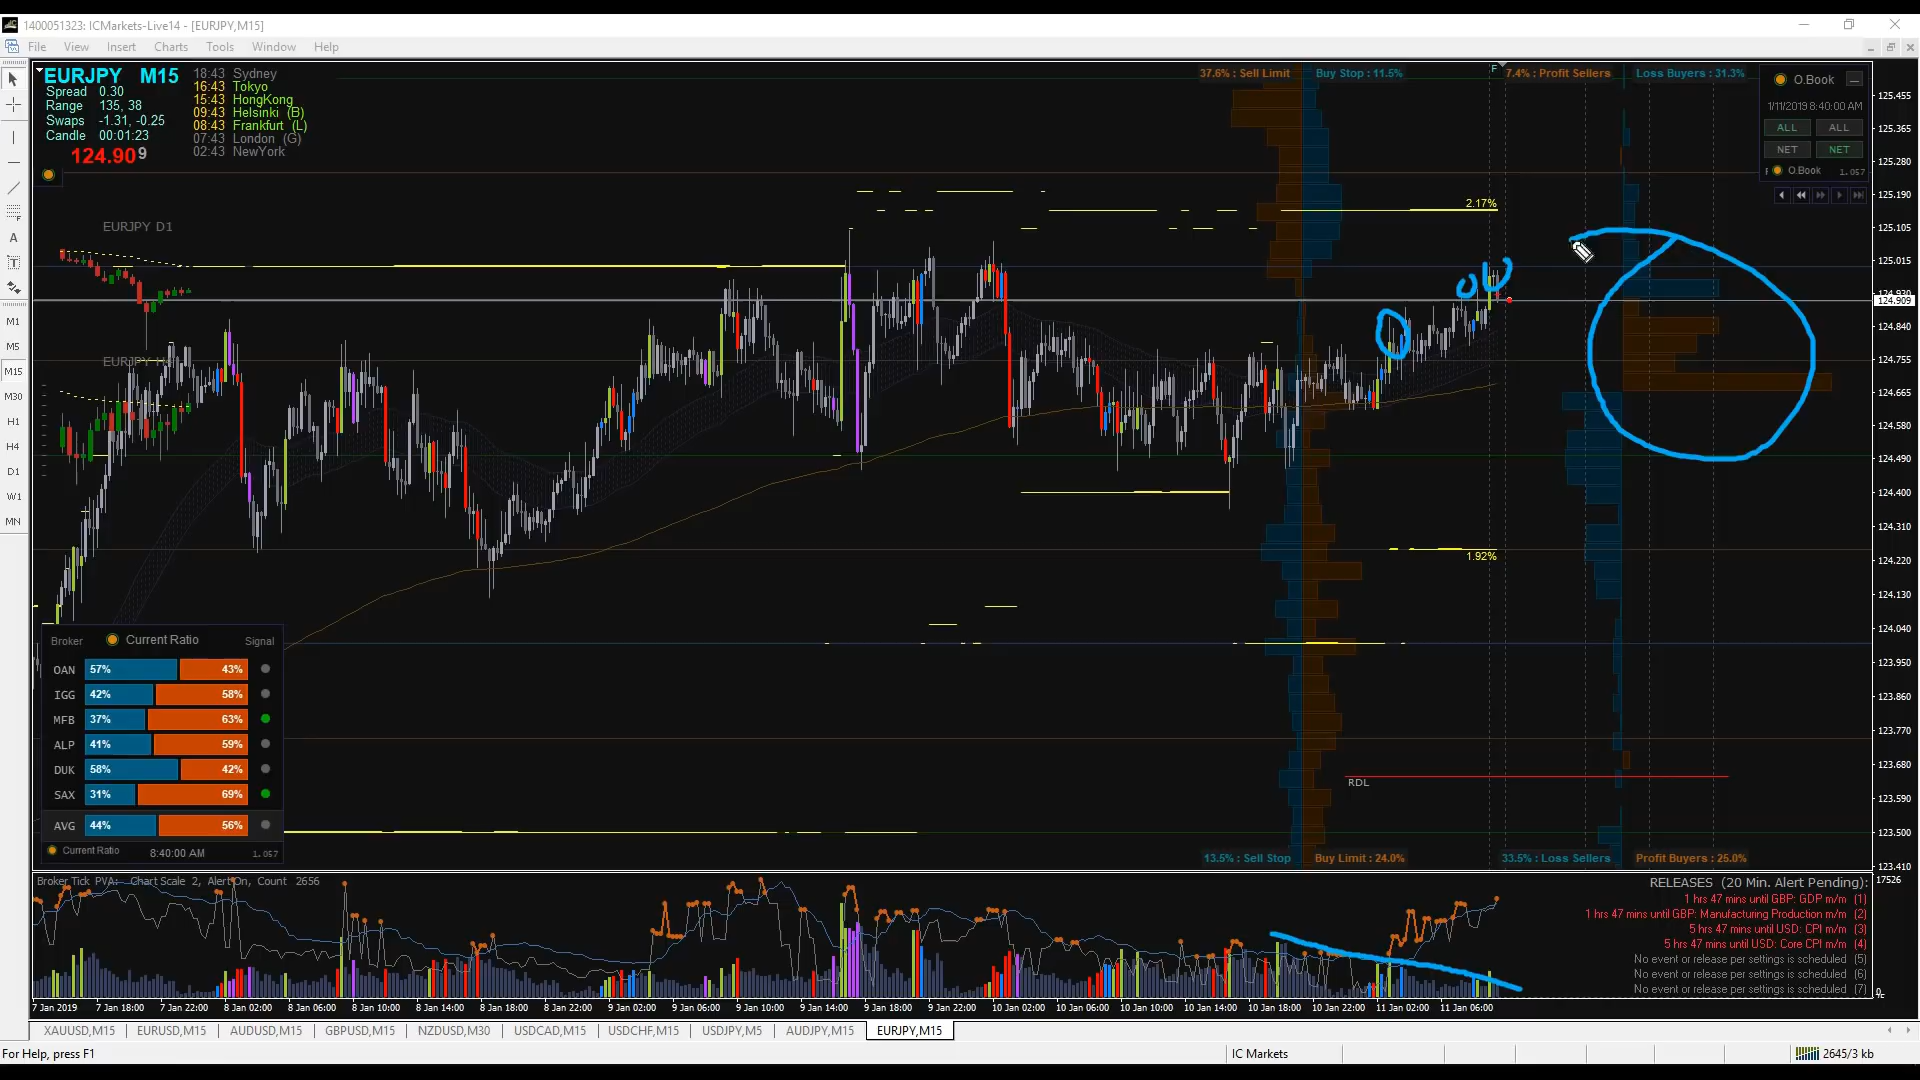 1400051323: ICMarkets-Live14 - [EURJPY,M15]
File View Insert Charts Tools Window Help
EURJPY M15
Spread 0.30
Range 135, 38
Swaps -1.31, -0.25
Candle 00:01:23
124.909
18:43 Sydney
16:43 Tokyo
15:43 HongKong
09:43 Helsinki (B)
08:43 Frankfurt (L)
07:43 London (G)
02:43 NewYork
37.6% : Sell Limit
Buy Stop : 11.5%
F
7.4% : Profit Sellers
Loss Buyers : 31.3%
O.Book
1/11/2019 8:40:00 AM
ALL ALL
NET NET
O.Book 1.057
EURJPY D1
2.17%
1.92%
RDL
A
T
M1
M5
M15
M30
H1
H4
D1
W1
MN
125.455
125.365
125.280
125.190
125.105
125.015
124.909
124.840
124.755
124.665
124.580
124.490
124.400
124.310
124.220
124.130
124.040
123.950
123.860
123.770
123.680
123.590
123.500
123.410
Broker Current Ratio Signal
OAN 57% 43%
IGG 42% 58%
MFB 37% 63%
ALP 41% 59%
DUK 58% 42%
SAX 31% 69%
AVG 44% 56%
Current Ratio 8:40:00 AM 1.057
13.5% : Sell Stop
Buy Limit : 24.0%
33.5% : Loss Sellers
Profit Buyers : 25.0%
Broker Tick PVA: Chart Scale 2, Alert On, Count 2656
17526
RELEASES (20 Min. Alert Pending):
1 hrs 47 mins until GBP: GDP m/m (1)
1 hrs 47 mins until GBP: Manufacturing Production m/m (2)
5 hrs 47 mins until USD: CPI m/m (3)
5 hrs 47 mins until USD: Core CPI m/m (4)
No event or release per settings is scheduled (5)
No event or release per settings is scheduled (6)
No event or release per settings is scheduled (7)
7 Jan 2019 7 Jan 18:00 7 Jan 22:00 8 Jan 02:00 8 Jan 06:00 8 Jan 10:00 8 Jan 14:00 8 Jan 18:00 8 Jan 22:00 9 Jan 02:00 9 Jan 06:00 9 Jan 10:00 9 Jan 14:00 9 Jan 18:00 9 Jan 22:00 10 Jan 02:00 10 Jan 06:00 10 Jan 10:00 10 Jan 14:00 10 Jan 18:00 10 Jan 22:00 11 Jan 02:00 11 Jan 06:00
XAUUSD,M15 EURUSD,M15 AUDUSD,M15 GBPUSD,M15 NZDUSD,M30 USDCAD,M15 USDCHF,M15 USDJPY,M5 AUDJPY,M15 EURJPY,M15
For Help, press F1
IC Markets
2645/3 kb